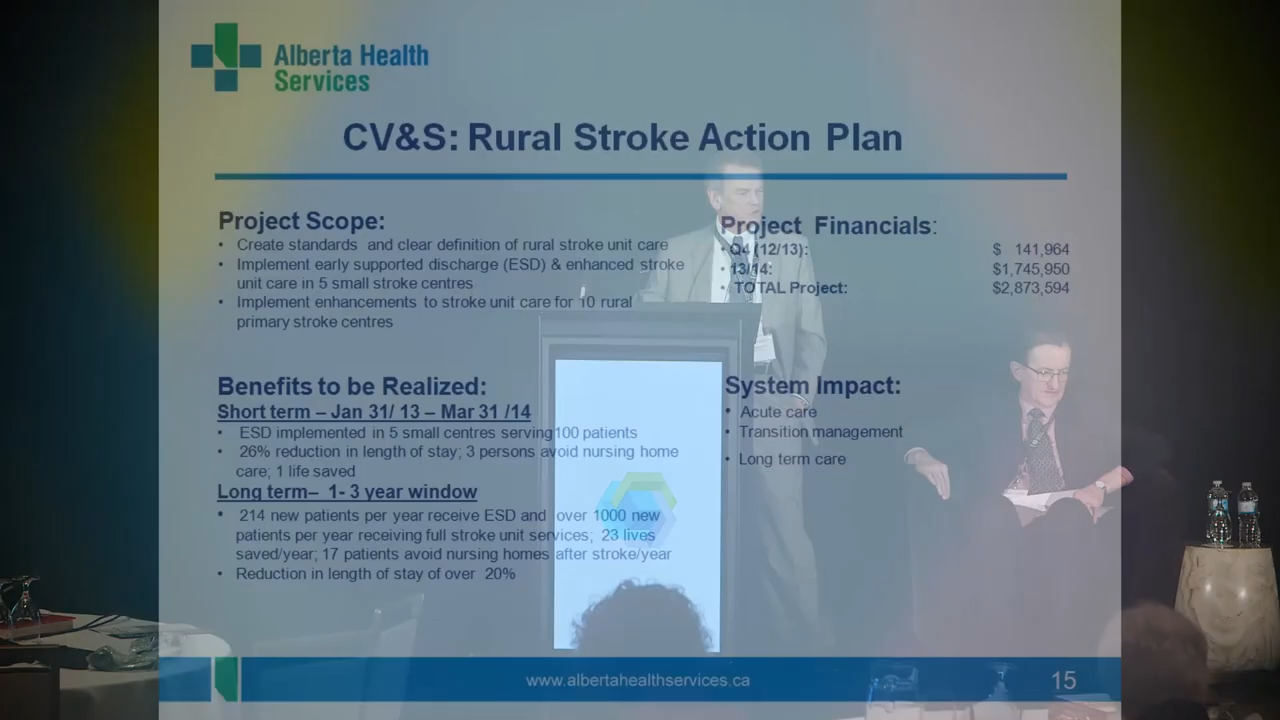 Alberta Health
Services
CV&S: Rural Stroke Action Plan
Project Scope:
• Create standards and clear definition of rural stroke unit care
• Implement early supported discharge (ESD) & enhanced stroke
unit care in 5 small stroke centres
• Implement enhancements to stroke unit care for 10 rural
primary stroke centres
Project Financials:
• Q4 (12/13): $ 141,964
• 13/14: $1,745,950
• TOTAL Project: $2,873,594
Benefits to be Realized:
Short term – Jan 31/ 13 – Mar 31 /14
• ESD implemented in 5 small centres serving100 patients
• 26% reduction in length of stay; 3 persons avoid nursing home
care; 1 life saved
Long term– 1- 3 year window
• 214 new patients per year receive ESD and over 1000 new
patients per year receiving full stroke unit services; 23 lives
saved/year; 17 patients avoid nursing homes after stroke/year
• Reduction in length of stay of over 20%
System Impact:
• Acute care
• Transition management
• Long term care
www.albertahealthservices.ca
15